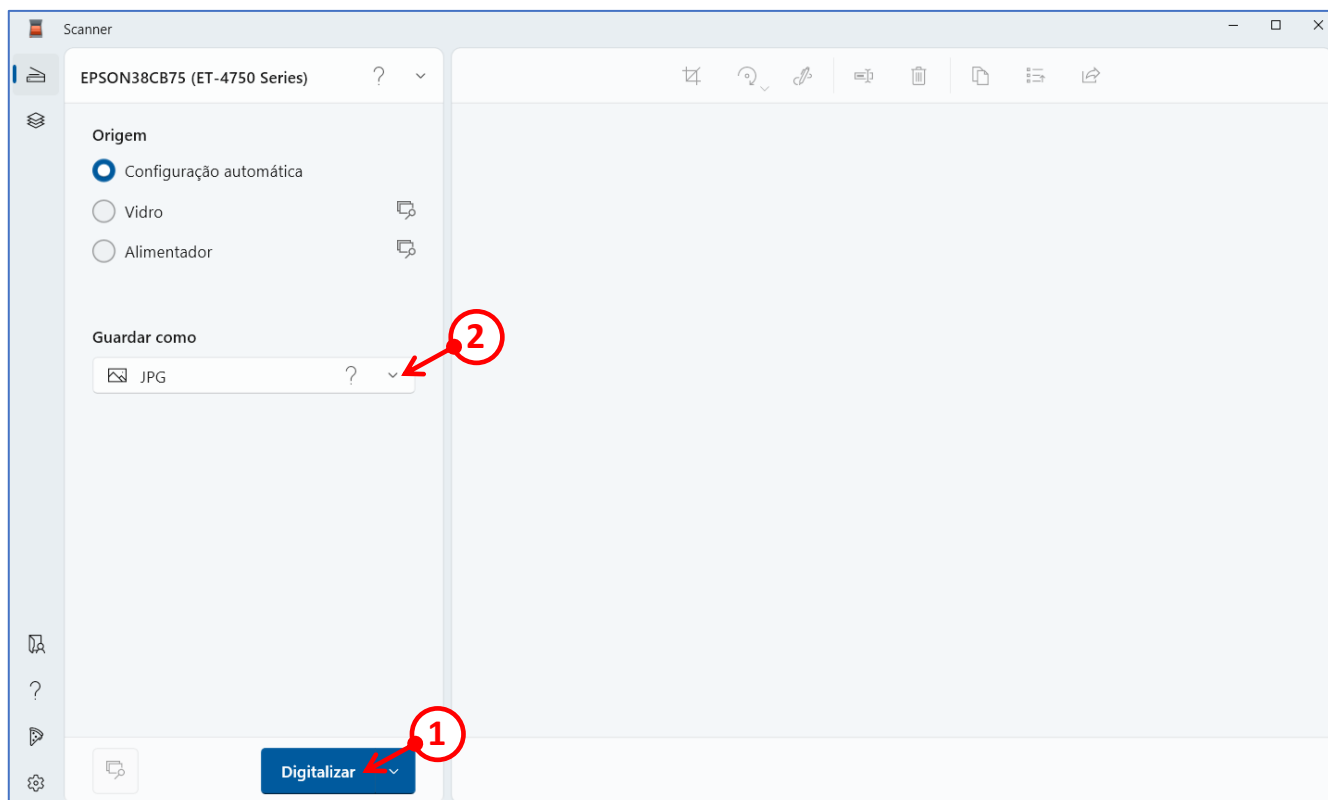 Scanner
EPSON38CB75 (ET-4750 Series) ?
Origem
Configuração automática
Vidro
Alimentador
Guardar como
2
JPG ?
?
1
Digitalizar